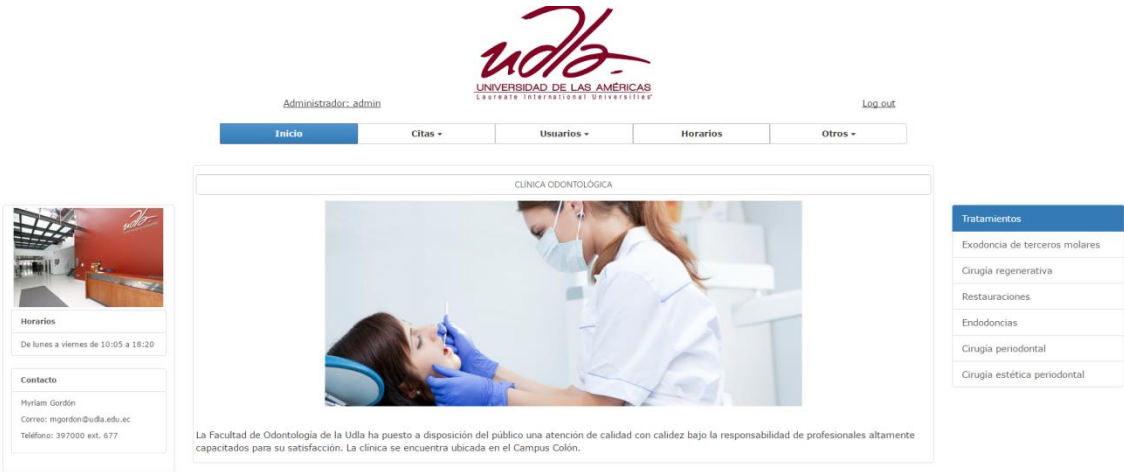 udla.
UNIVERSIDAD DE LAS AMÉRICAS
Laureate International Universities
Administrador: admin
Log out
Inicio
Citas
Usuarios
Horarios
Otros
CLÍNICA ODONTOLÓGICA
udla
Horarios
De lunes a viernes de 10:05 a 18:20
Contacto
Myriam Gordón
Correo: mgordon@udla.edu.ec
Teléfono: 397000 ext. 677
La Facultad de Odontología de la Udla ha puesto a disposición del público una atención de calidad con calidez bajo la responsabilidad de profesionales altamente
capacitados para su satisfacción. La clínica se encuentra ubicada en el Campus Colón.
Tratamientos
Exodoncia de terceros molares
Cirugía regenerativa
Restauraciones
Endodoncias
Cirugía periodontal
Cirugía estética periodontal